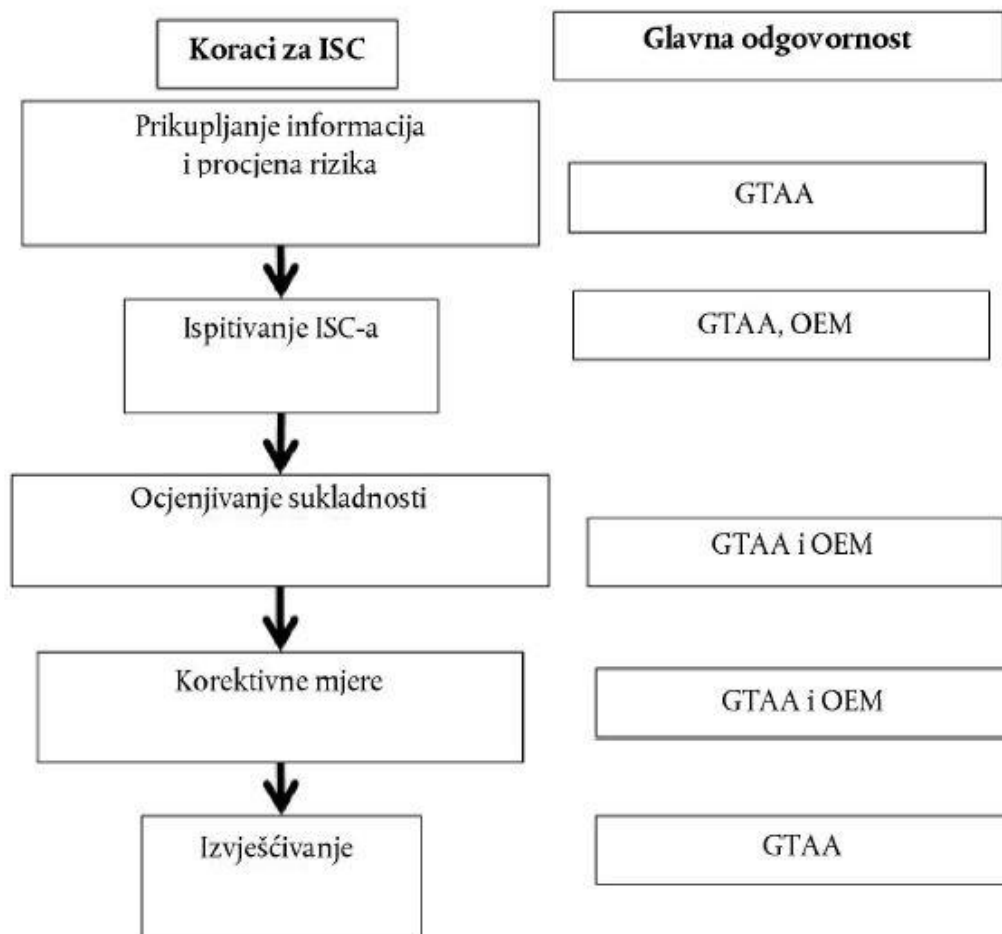 Koraci za ISC
Glavna odgovornost
Prikupljanje informacija
i procjena rizika
GTAA
Ispitivanje ISC-a
GTAA, OEM
Ocjenjivanje sukladnosti
GTAA i OEM
Korektivne mjere
GTAA i OEM
Izvješćivanje
GTAA